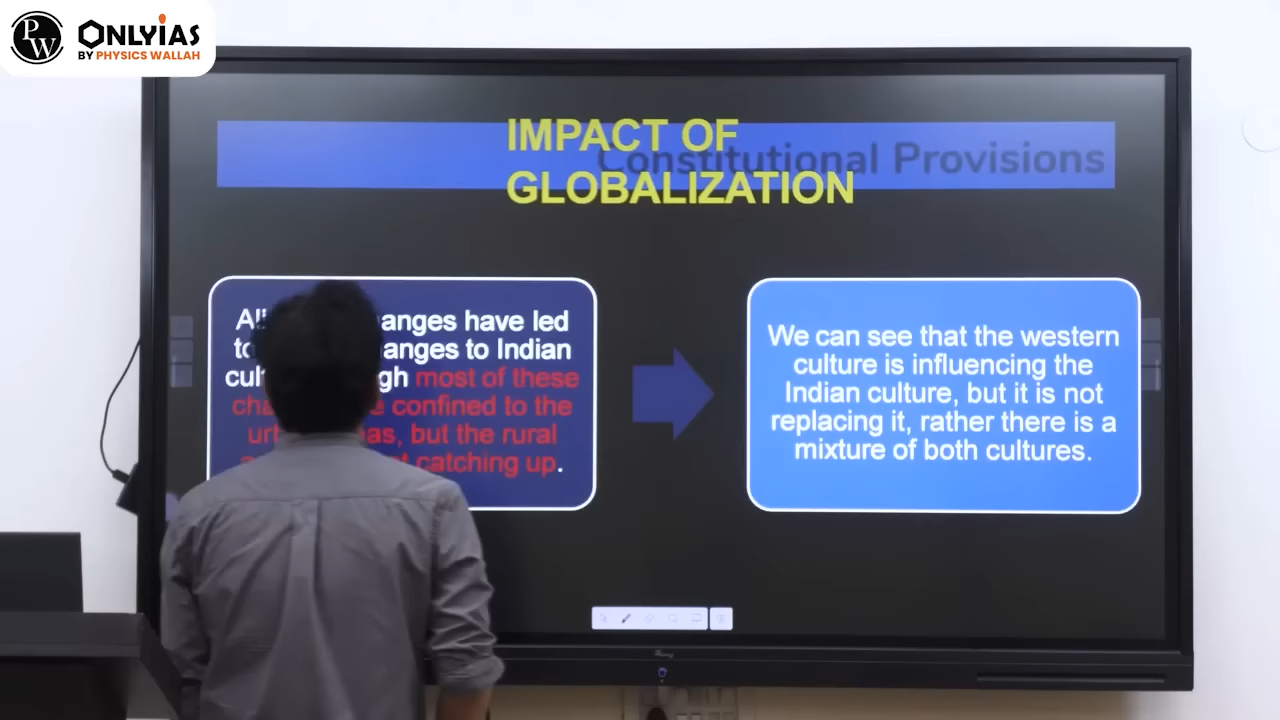 PW
ONLYIAS
BY PHYSICS WALLAH
IMPACT OF
GLOBALIZATION
Constitutional Provisions
anges have led
anges to Indian
most of these
confined to the
but the rural
catching up.
We can see that the western
culture is influencing the
Indian culture, but it is not
replacing it, rather there is a
mixture of both cultures.